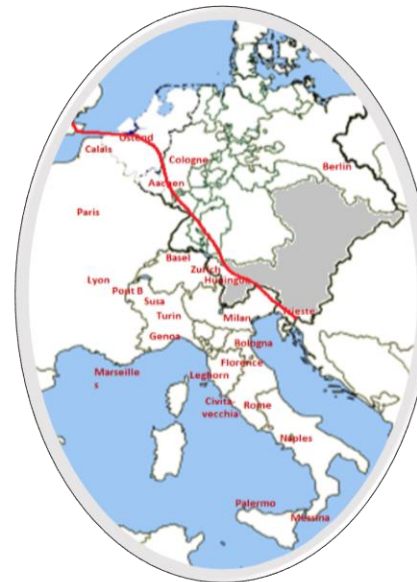 Ostend
Calais
Cologne
Berlin
Aachen
Paris
Basel
Zurich
Huningue
Lyon
Pont B
Susa
Turin
Milan
Trieste
Genoa
Bologna
Florence
Marseille
s
Leghorn
Civita-
vecchia
Rome
Naples
Palermo
Messina